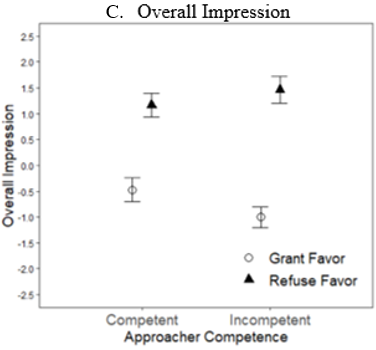 C. Overall Impression
Overall Impression
2.5
2.0
1.5
1.0
0.5
0.0
-0.5
-1.0
-1.5
-2.0
-2.5
Grant Favor
Refuse Favor
Competent Incompetent
Approacher Competence